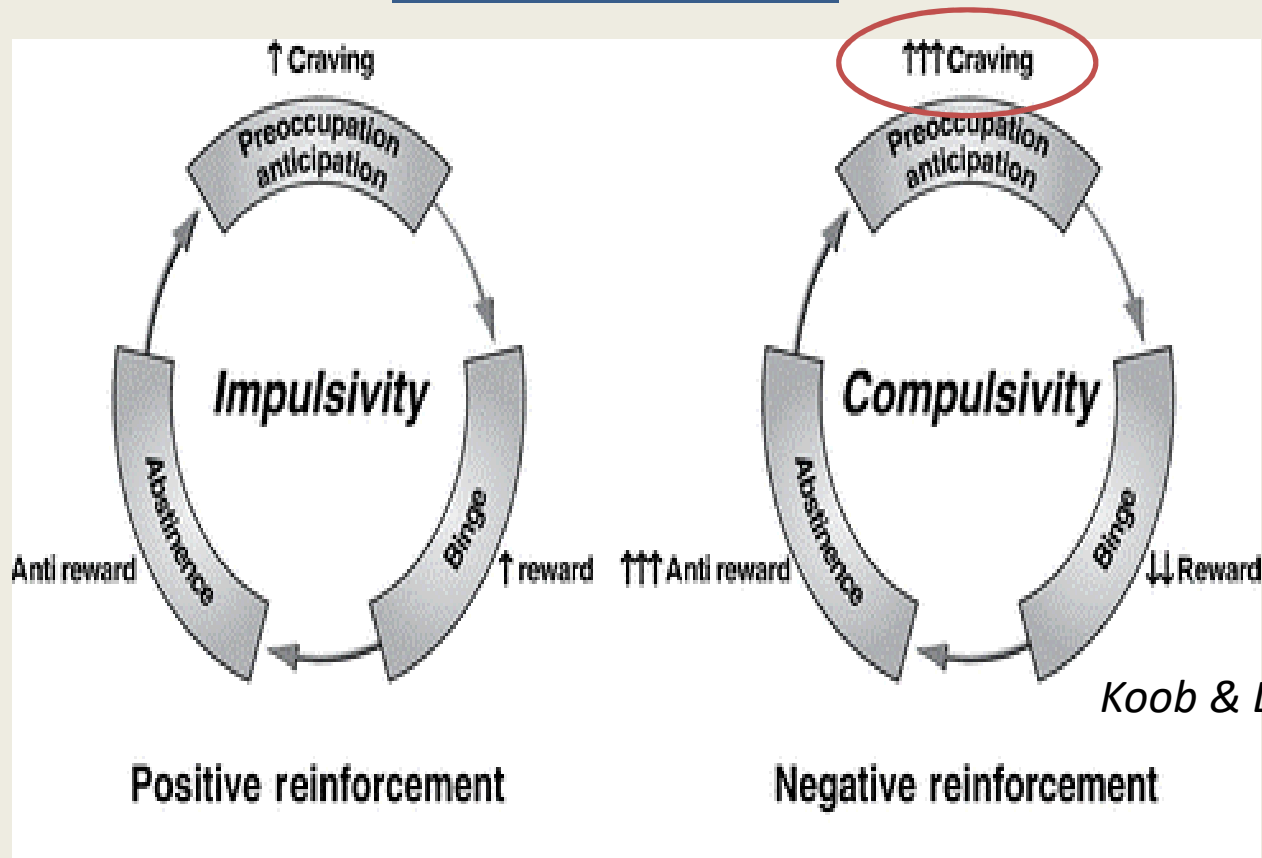 ↑ Craving
Preoccupation
anticipation
Impulsivity
Abstinence
Binge
Anti reward
↑ reward
Positive reinforcement
↑↑↑Craving
Preoccupation
anticipation
Compulsivity
Abstinence
Binge
↑↑↑Anti reward
↓↓Reward
Koob &
Negative reinforcement